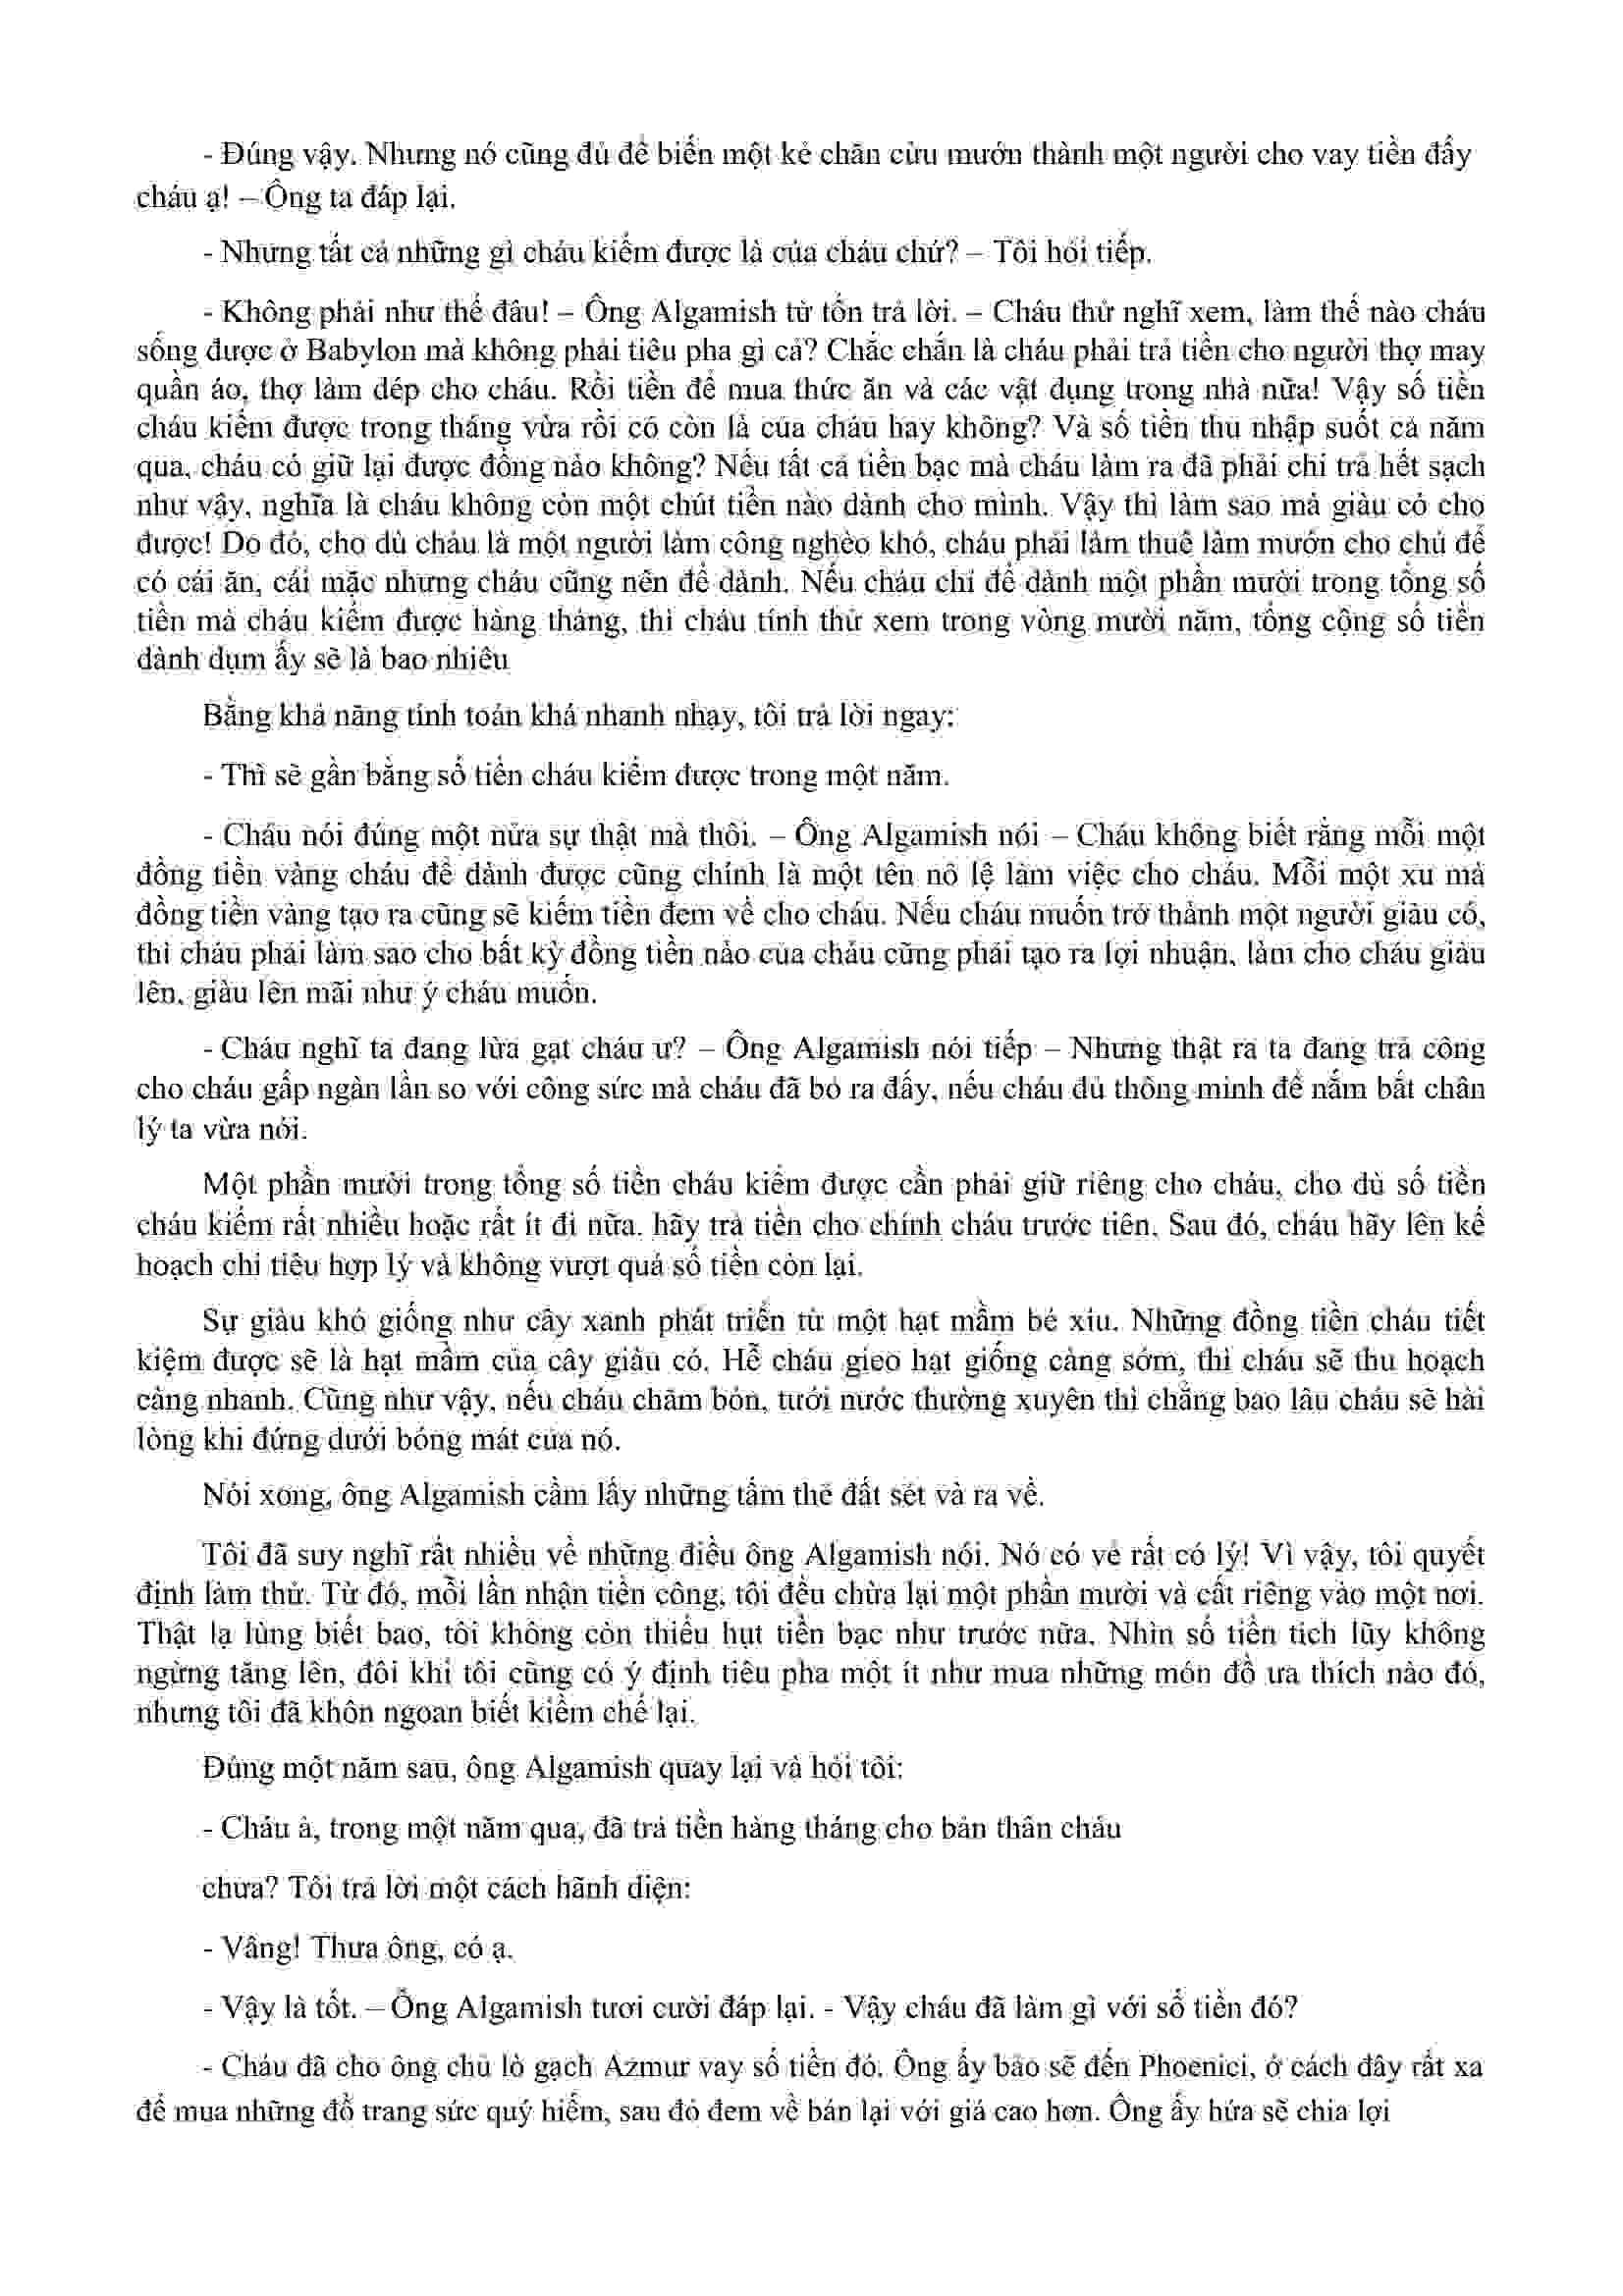 - Đúng vậy. Nhưng nó cũng đủ để biến một kẻ chăn cừu mướn thành một người cho vay tiền đấy
cháu ạ! – Ông ta đáp lại.
- Nhưng tất cả những gì cháu kiếm được là của cháu chứ? – Tôi hỏi tiếp.
- Không phải như thế đâu! – Ông Algamish từ tốn trả lời. – Cháu thử nghĩ xem, làm thế nào cháu
sống được ở Babylon mà không phải tiêu pha gì cả? Chắc chắn là cháu phải trả tiền cho người thợ may
quần áo, thợ làm dép cho cháu. Rồi tiền để mua thức ăn và các vật dụng trong nhà nữa! Vậy số tiền
cháu kiếm được trong tháng vừa rồi có còn là của cháu hay không? Và số tiền thu nhập suốt cả năm
qua, cháu có giữ lại được đồng nào không? Nếu tất cả tiền bạc mà cháu làm ra đã phải chi trả hết sạch
như vậy, nghĩa là cháu không còn một chút tiền nào dành cho mình. Vậy thì làm sao mà giàu có cho
được! Do đó, cho dù cháu là một người làm công nghèo khó, cháu phải làm thuê làm mướn cho chủ để
có cái ăn, cái mặc nhưng cháu cũng nên để dành. Nếu cháu chỉ để dành một phần mười trong tổng số
tiền mà cháu kiếm được hàng tháng, thì cháu tính thử xem trong vòng mười năm, tổng cộng số tiền
dành dụm ấy sẽ là bao nhiêu
Bằng khả năng tính toán khá nhanh nhạy, tôi trả lời ngay:
- Thì sẽ gần bằng số tiền cháu kiếm được trong một năm.
- Cháu nói đúng một nửa sự thật mà thôi. – Ông Algamish nói – Cháu không biết rằng mỗi một
đồng tiền vàng cháu để dành được cũng chính là một tên nô lệ làm việc cho cháu. Mỗi một xu mà
đồng tiền vàng tạo ra cũng sẽ kiếm tiền đem về cho cháu. Nếu cháu muốn trở thành một người giàu có,
thì cháu phải làm sao cho bất kỳ đồng tiền nào của cháu cũng phải tạo ra lợi nhuận, làm cho cháu giàu
lên, giàu lên mãi như ý cháu muốn.
- Cháu nghĩ ta đang lừa gạt cháu ư? – Ông Algamish nói tiếp – Nhưng thật ra ta đang trả công
cho cháu gấp ngàn lần so với công sức mà cháu đã bỏ ra đấy, nếu cháu đủ thông minh để nắm bắt chân
lý ta vừa nói.
Một phần mười trong tổng số tiền cháu kiếm được cần phải giữ riêng cho cháu, cho dù số tiền
cháu kiếm rất nhiều hoặc rất ít đi nữa. hãy trả tiền cho chính cháu trước tiên. Sau đó, cháu hãy lên kế
hoạch chi tiêu hợp lý và không vượt quá số tiền còn lại.
Sự giàu khó giống như cây xanh phát triển từ một hạt mầm bé xíu. Những đồng tiền cháu tiết
kiệm được sẽ là hạt mầm của cây giàu có. Hễ cháu gieo hạt giống càng sớm, thì cháu sẽ thu hoạch
càng nhanh. Cũng như vậy, nếu cháu chăm bón, tưới nước thường xuyên thì chẳng bao lâu cháu sẽ hài
lòng khi đứng dưới bóng mát của nó.
Nói xong, ông Algamish cầm lấy những tấm thẻ đất sét và ra về.
Tôi đã suy nghĩ rất nhiều về những điều ông Algamish nói. Nó có vẻ rất có lý! Vì vậy, tôi quyết
định làm thử. Từ đó, mỗi lần nhận tiền công, tôi đều chừa lại một phần mười và cất riêng vào một nơi.
Thật lạ lùng biết bao, tôi không còn thiếu hụt tiền bạc như trước nữa. Nhìn số tiền tích lũy không
ngừng tăng lên, đôi khi tôi cũng có ý định tiêu pha một ít như mua những món đồ ưa thích nào đó,
nhưng tôi đã khôn ngoan biết kiềm chế lại.
Đúng một năm sau, ông Algamish quay lại và hỏi tôi:
- Cháu à, trong một năm qua, đã trả tiền hàng tháng cho bản thân cháu
chưa? Tôi trả lời một cách hãnh diện:
- Vâng! Thưa ông, có ạ.
- Vậy là tốt. – Ông Algamish tươi cười đáp lại. - Vậy cháu đã làm gì với số tiền đó?
- Cháu đã cho ông chủ lò gạch Azmur vay số tiền đó. Ông ấy bảo sẽ đến Phoenici, ở cách đây rất xa
để mua những đồ trang sức quý hiếm, sau đó đem về bán lại với giá cao hơn. Ông ấy hứa sẽ chia lợi